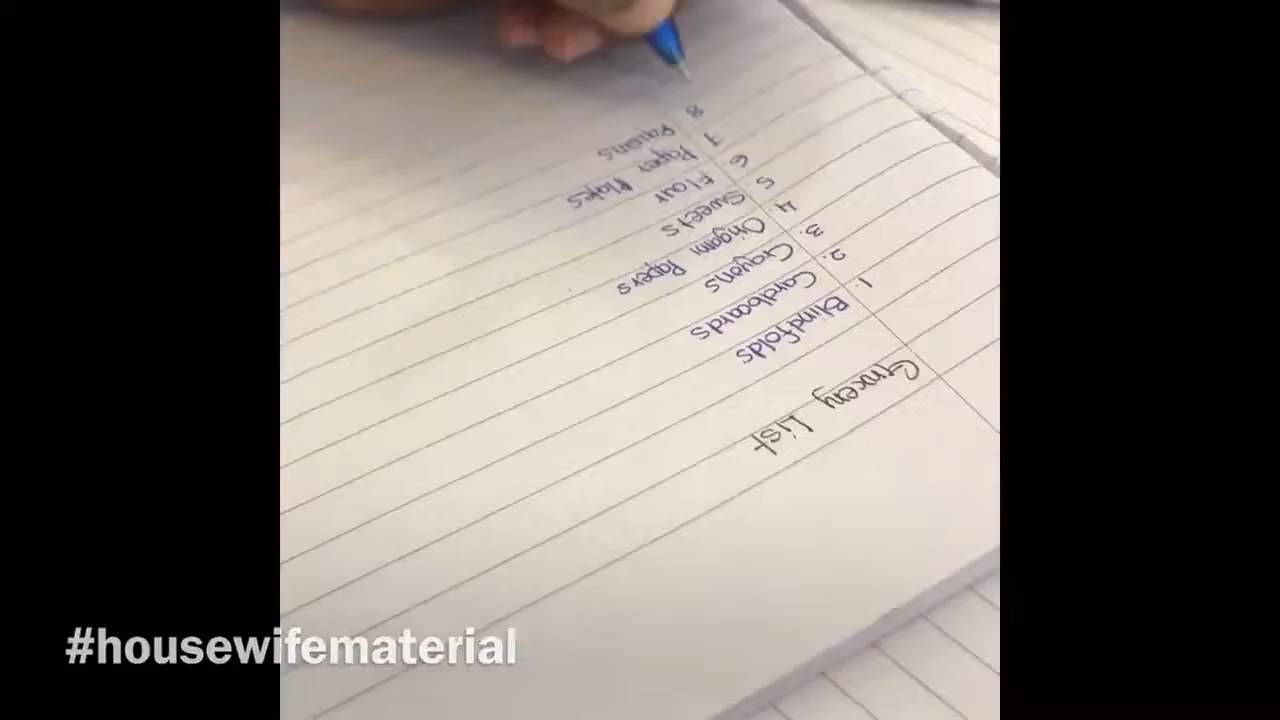 Grocery List
1. Blindfolds
2. Cardboards
3. Crayons
4. Origami Papers
5 Sweets
6 Flour
7 Paper Plates
8
#housewifematerial